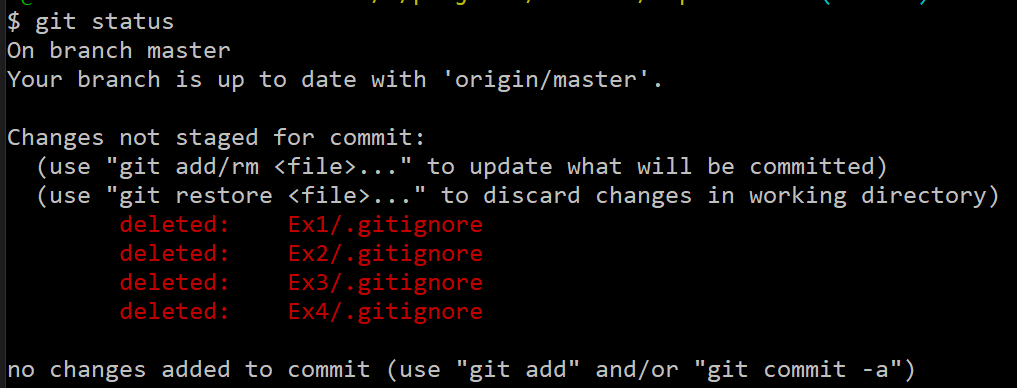 $ git status
On branch master
Your branch is up to date with 'origin/master'.
Changes not staged for commit:
(use "git add/rm <file>..." to update what will be committed)
(use "git restore <file>..." to discard changes in working directory)
deleted: Ex1/.gitignore
deleted: Ex2/.gitignore
deleted: Ex3/.gitignore
deleted: Ex4/.gitignore
no changes added to commit (use "git add" and/or "git commit -a")